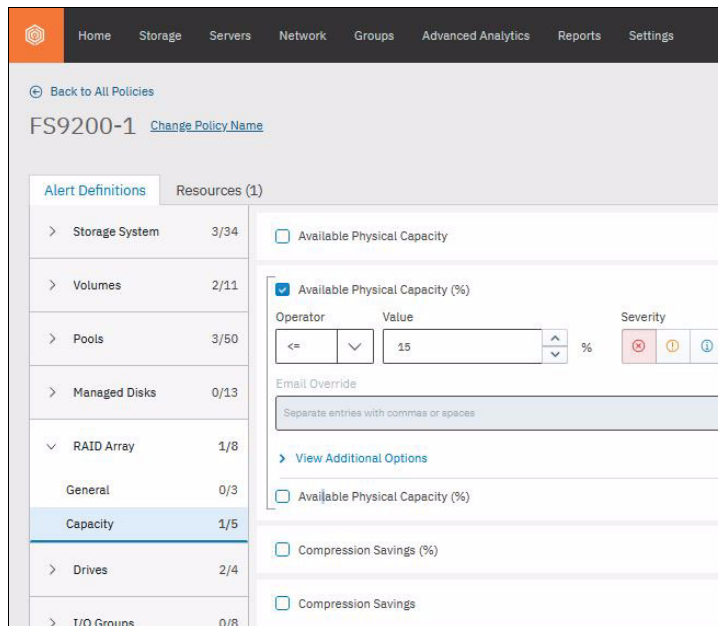 Home Storage Servers Network Groups Advanced Analytics Reports Settings
Back to All Policies
FS9200-1 Change Policy Name
Alert Definitions Resources (1)
Storage System 3/34
Volumes 2/11
Pools 3/50
Managed Disks 0/13
RAID Array 1/8
General 0/3
Capacity 1/5
Drives 2/4
I/O Groups 0/8
Available Physical Capacity
Available Physical Capacity (%)
Operator Value Severity
<= 15 %
Email Override
Separate entries with commas or spaces
View Additional Options
Available Physical Capacity (%)
Compression Savings (%)
Compression Savings